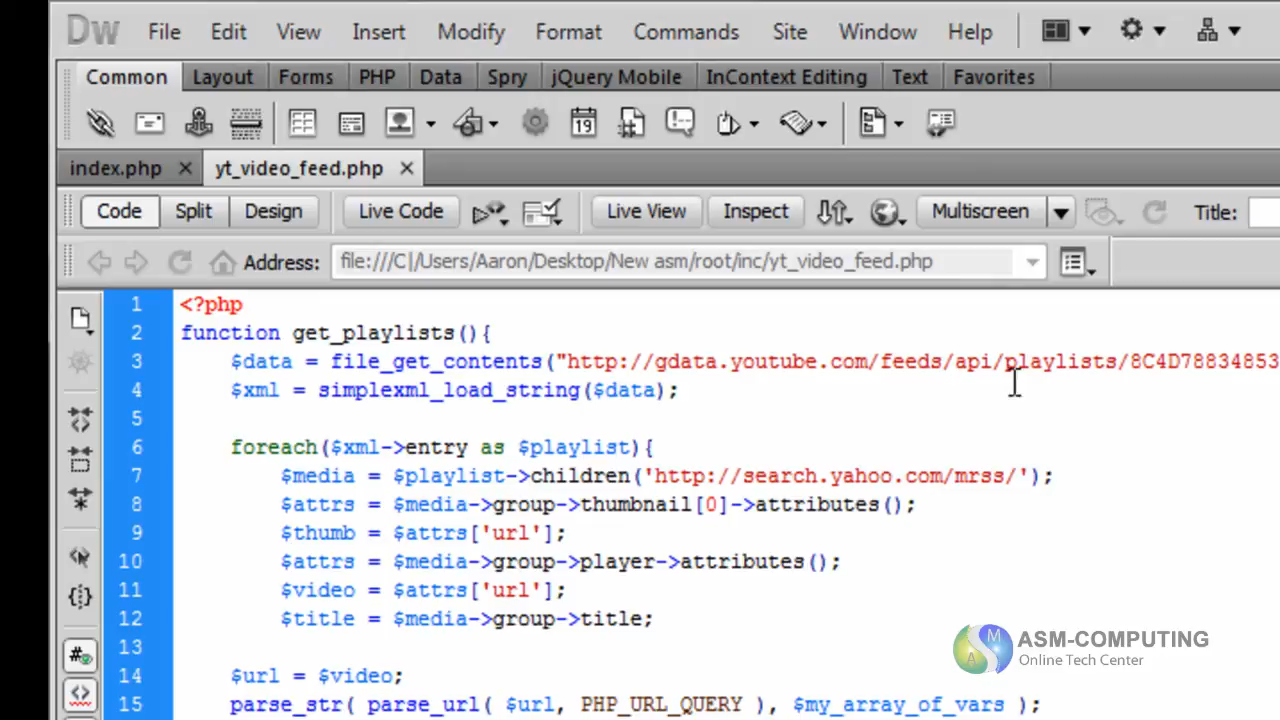 Dw File Edit View Insert Modify Format Commands Site Window Help
Common Layout Forms PHP Data Spry jQuery Mobile InContext Editing Text Favorites
19
index.php yt_video_feed.php
Code Split Design Live Code Live View Inspect Multiscreen Title:
Address: file:///C|/Users/Aaron/Desktop/New asm/root/inc/yt_video_feed.php
1 <?php
2 function get_playlists(){
3 $data = file_get_contents("http://gdata.youtube.com/feeds/api/playlists/8C4D78834853
4 $xml = simplexml_load_string($data);
5
6 foreach($xml->entry as $playlist){
7 $media = $playlist->children('http://search.yahoo.com/mrss/');
8 $attrs = $media->group->thumbnail[0]->attributes();
9 $thumb = $attrs['url'];
10 $attrs = $media->group->player->attributes();
11 $video = $attrs['url'];
12 $title = $media->group->title;
13
14 $url = $video;
15 parse_str( parse_url( $url, PHP_URL_QUERY ), $my_array_of_vars );
M
A
ASM-COMPUTING
Online Tech Center